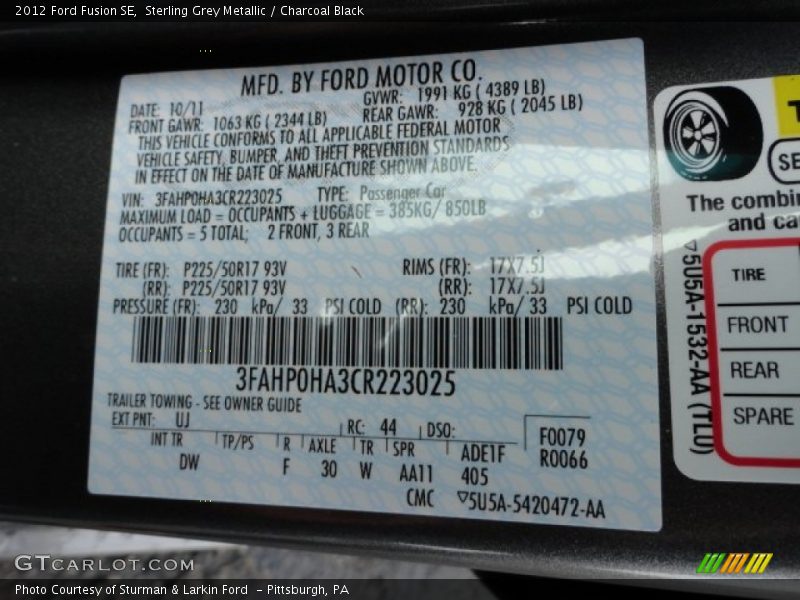 2012 Ford Fusion SE,  Sterling Grey Metallic / Charcoal Black
MFD. BY FORD MOTOR CO.
DATE: 10/11 GVWR: 1991 KG ( 4389 LB)
FRONT GAWR: 1063 KG ( 2344 LB) REAR GAWR: 928 KG ( 2045 LB)
THIS VEHICLE CONFORMS TO ALL APPLICABLE FEDERAL MOTOR
VEHICLE SAFETY, BUMPER, AND THEFT PREVENTION STANDARDS
IN EFFECT ON THE DATE OF MANUFACTURE SHOWN ABOVE.
VIN: 3FAHP0HA3CR223025 TYPE: Passenger Car
MAXIMUM LOAD = OCCUPANTS + LUGGAGE = 385KG/ 850LB
OCCUPANTS = 5 TOTAL; 2 FRONT, 3 REAR
TIRE (FR): P225/50R17 93V RIMS (FR): 17X7.5J
(RR): P225/50R17 93V (RR): 17X7.5J
PRESSURE (FR): 230 kPa/ 33 PSI COLD (RR): 230 kPa/ 33 PSI COLD
3FAHP0HA3CR223025
TRAILER TOWING - SEE OWNER GUIDE
EXT PNT: UJ RC: 44 DSO: F0079
INT TR TP/PS R AXLE TR SPR ADETF R0066
DW F 30 W AA11 405
CMC ▽5U5A-5420472-AA
T
SE
The combin
and ca
▽5U5A-1532-AA (TLU)
TIRE
FRONT
REAR
SPARE
GTCARLOT.COM
Photo Courtesy of Sturman & Larkin Ford  - Pittsburgh, PA